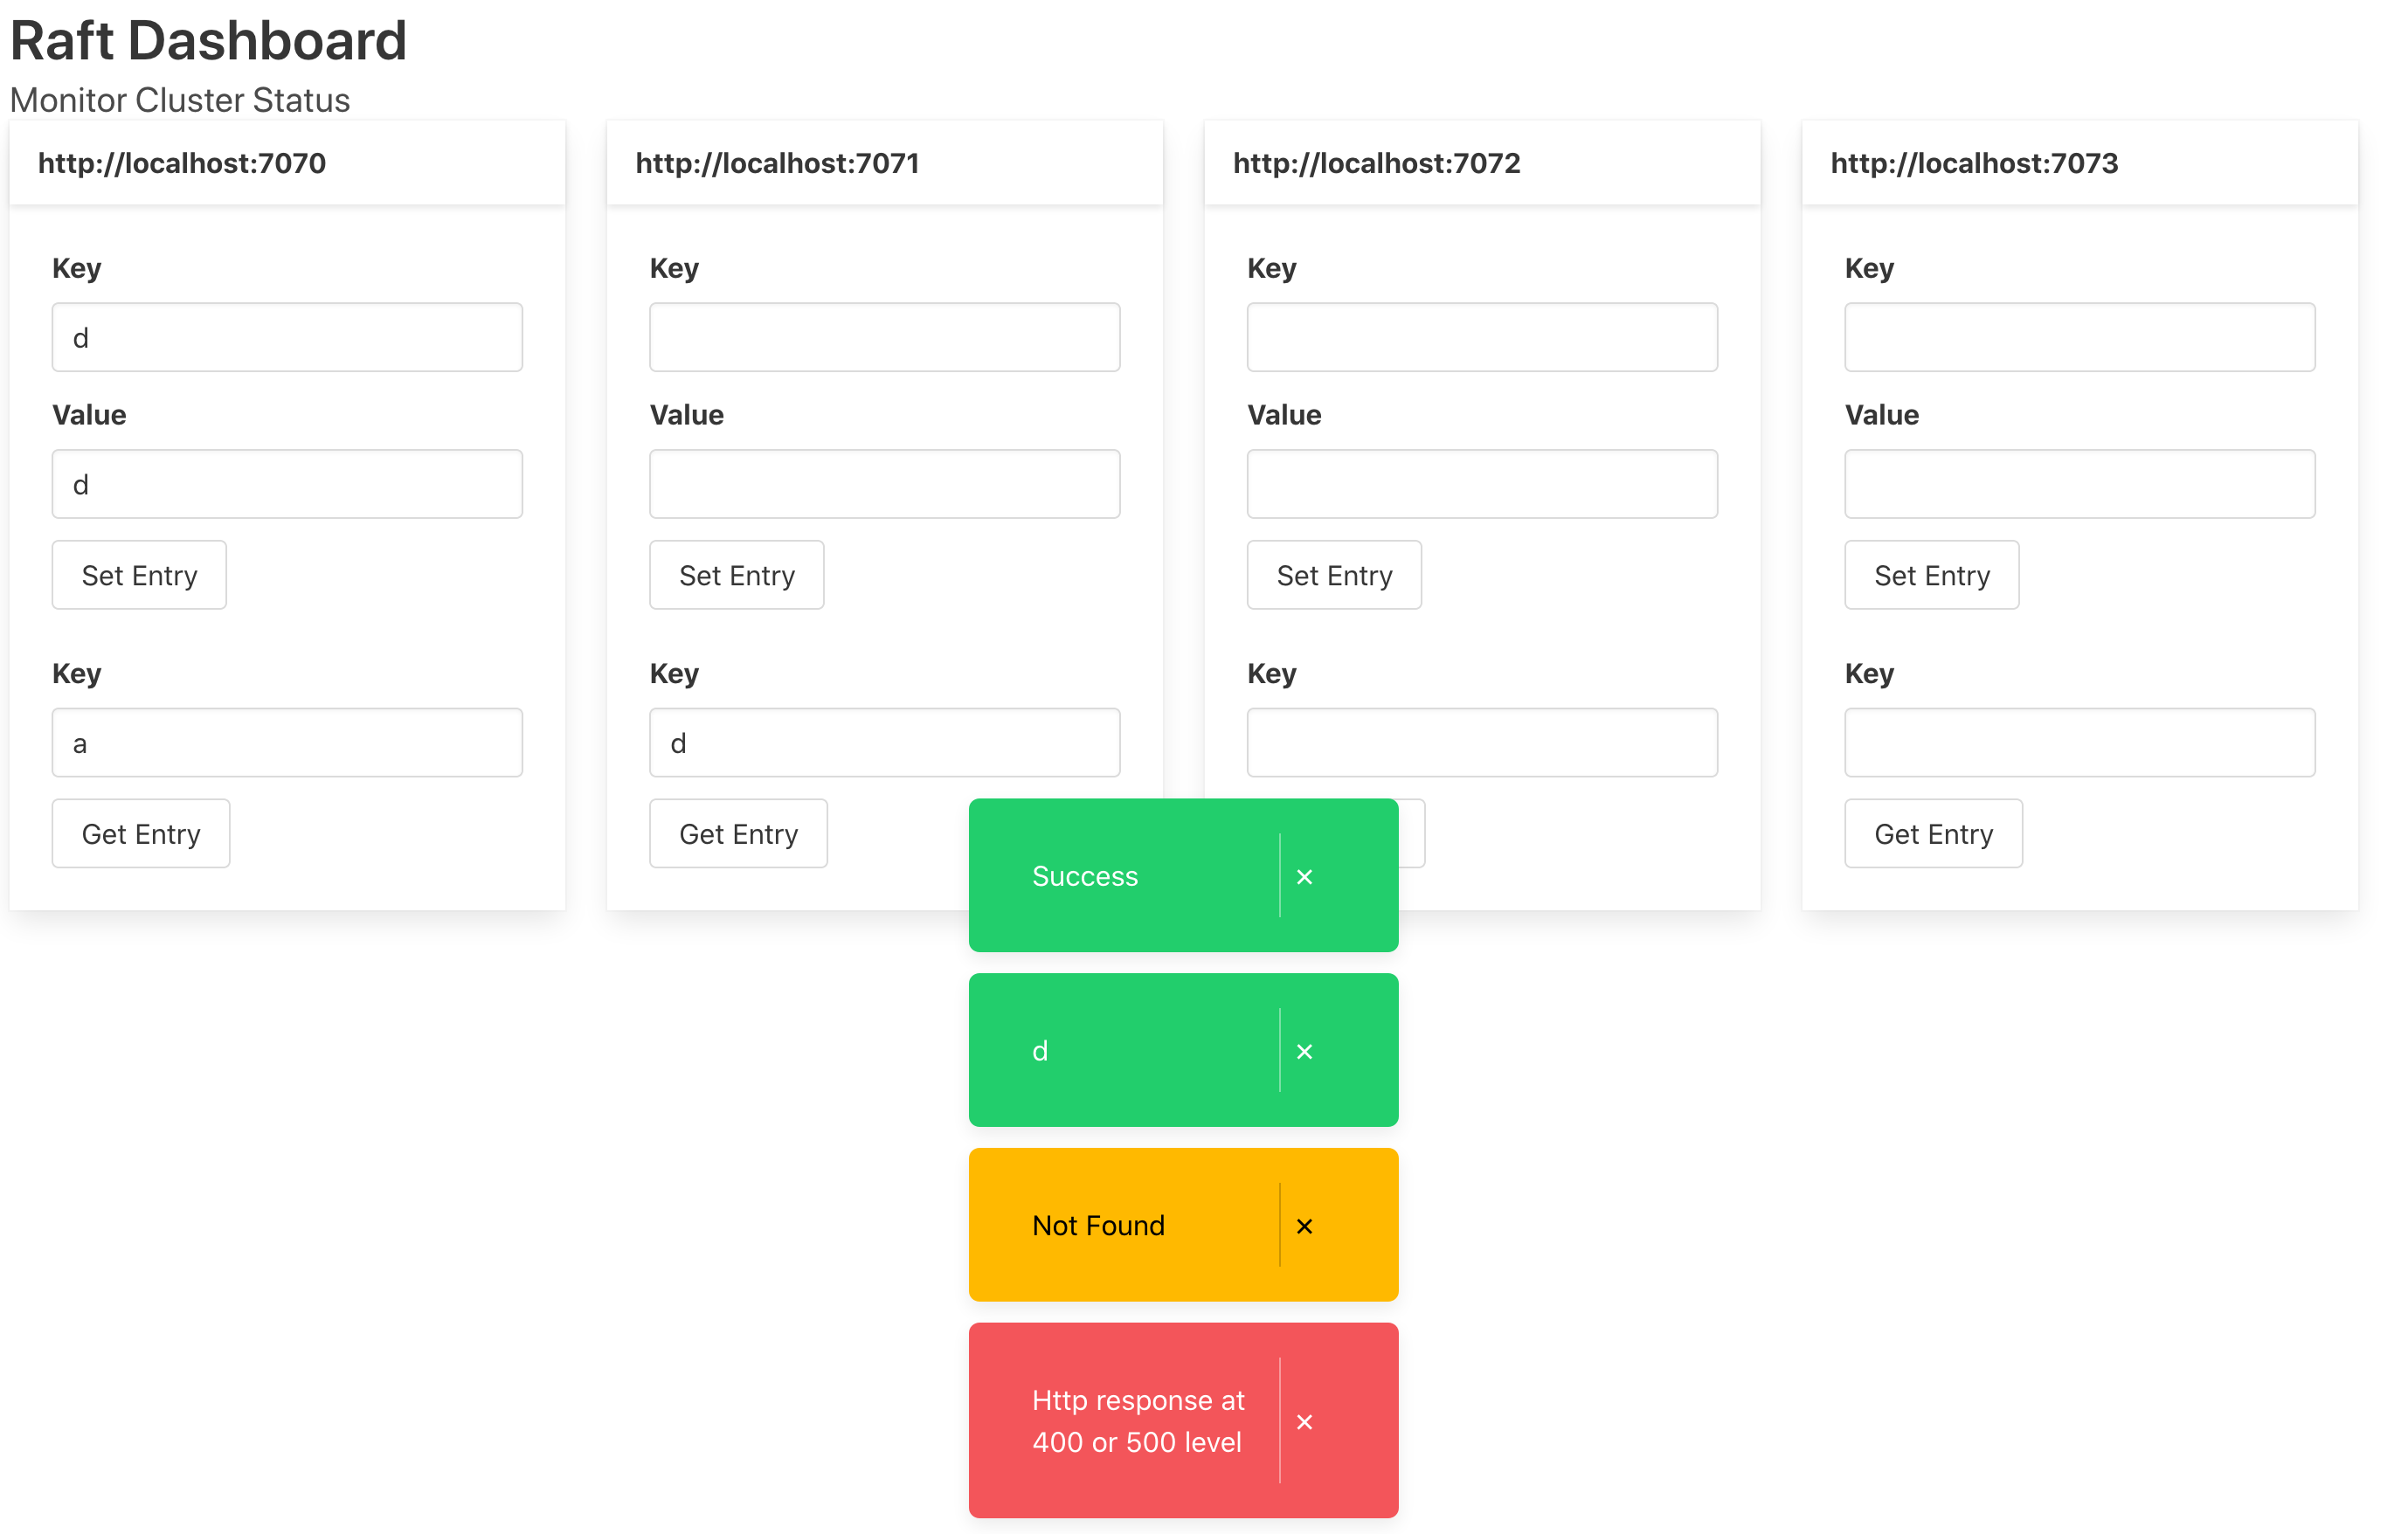 Raft Dashboard
Monitor Cluster Status
http://localhost:7070
Key
d
Value
d
Set Entry
Key
a
Get Entry
http://localhost:7071
Key
Value
Set Entry
Key
d
Get Entry
http://localhost:7072
Key
Value
Set Entry
Key
http://localhost:7073
Key
Value
Set Entry
Key
Get Entry
Success
d
Not Found
Http response at
400 or 500 level